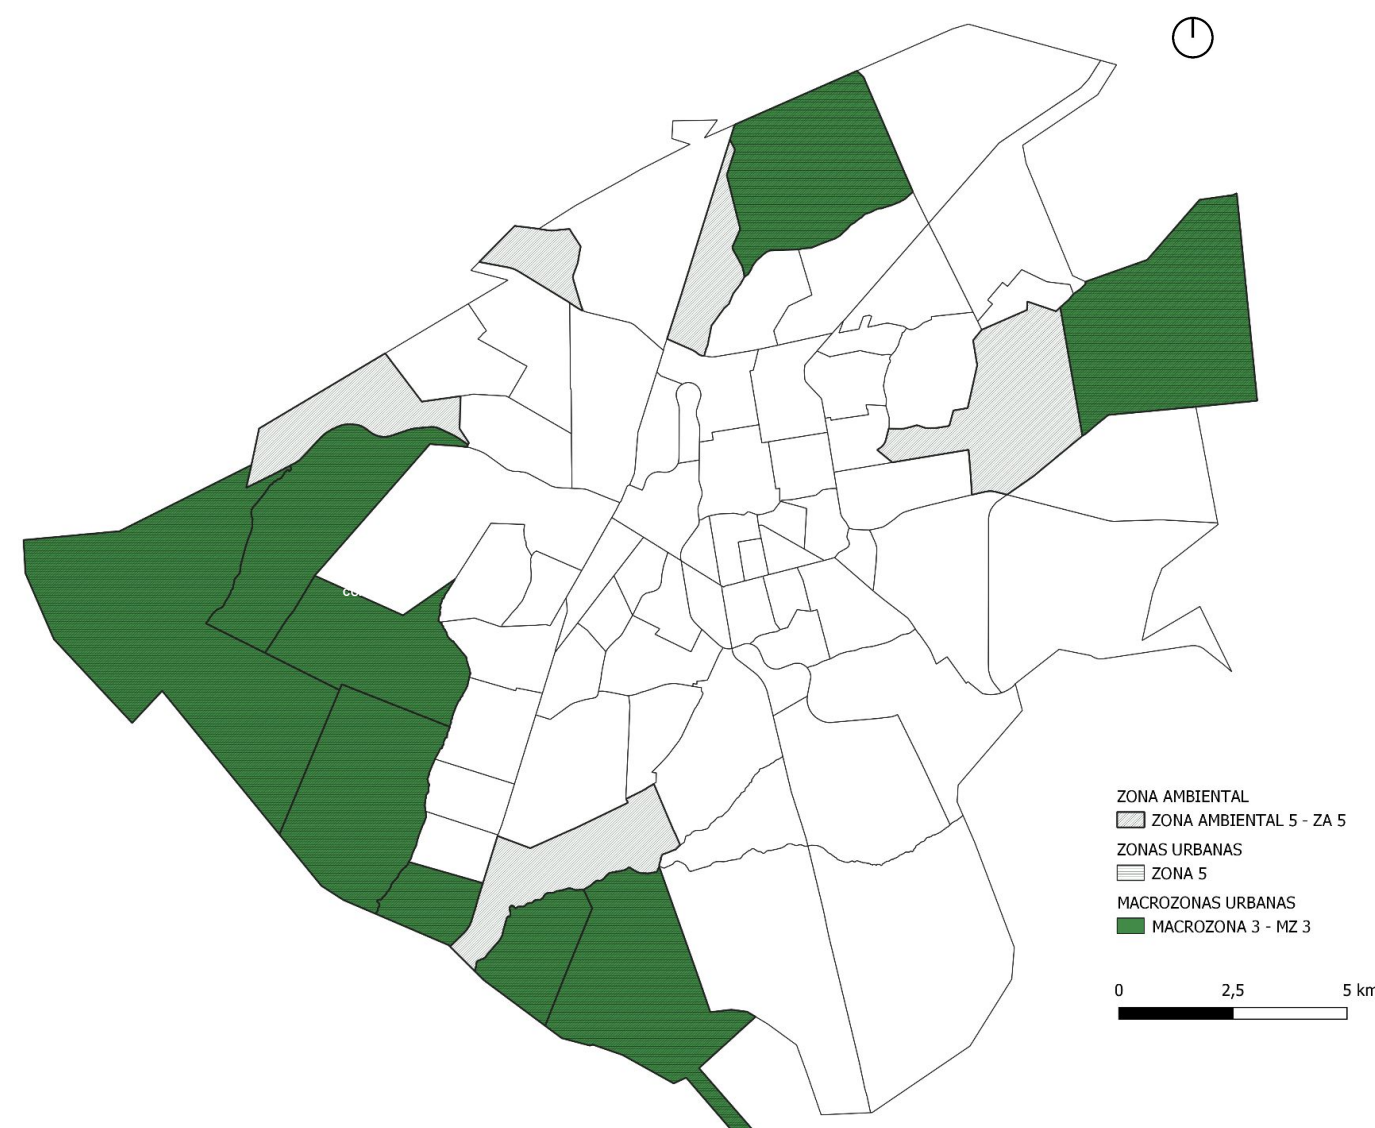 ZONA AMBIENTAL
ZONA AMBIENTAL 5 - ZA 5
ZONAS URBANAS
ZONA 5
MACROZONAS URBANAS
MACROZONA 3 - MZ 3
0 2,5 5 km